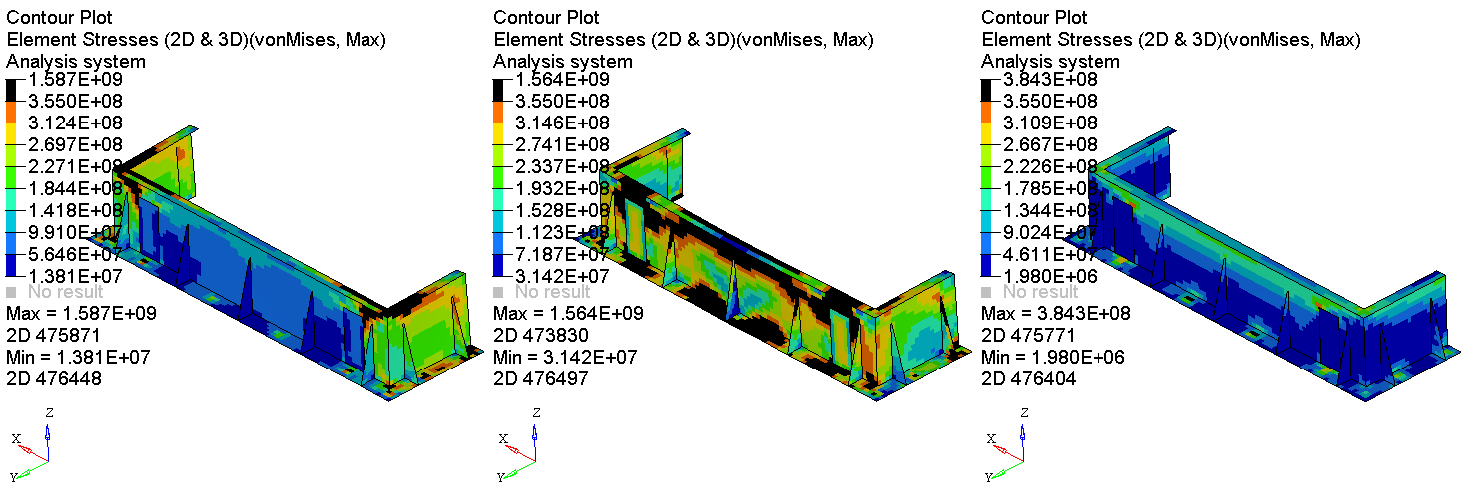 Contour Plot
Element Stresses (2D & 3D)(vonMises, Max)
Analysis system
1.587E+09
3.550E+08
3.124E+08
2.697E+08
2.271E+08
1.844E+08
1.418E+08
9.910E+07
5.646E+07
1.381E+07
No result
Max = 1.587E+09
2D 475871
Min = 1.381E+07
2D 476448
Z
X
Y
Contour Plot
Element Stresses (2D & 3D)(vonMises, Max)
Analysis system
1.564E+09
3.550E+08
3.146E+08
2.741E+08
2.337E+08
1.932E+08
1.528E+08
1.123E+08
7.187E+07
3.142E+07
No result
Max = 1.564E+09
2D 473830
Min = 3.142E+07
2D 476497
Z
X
Y
Contour Plot
Element Stresses (2D & 3D)(vonMises, Max)
Analysis system
3.843E+08
3.550E+08
3.109E+08
2.667E+08
2.226E+08
1.785E+08
1.344E+08
9.024E+07
4.611E+07
1.980E+06
No result
Max = 3.843E+08
2D 475771
Min = 1.980E+06
2D 476404
Z
X
Y